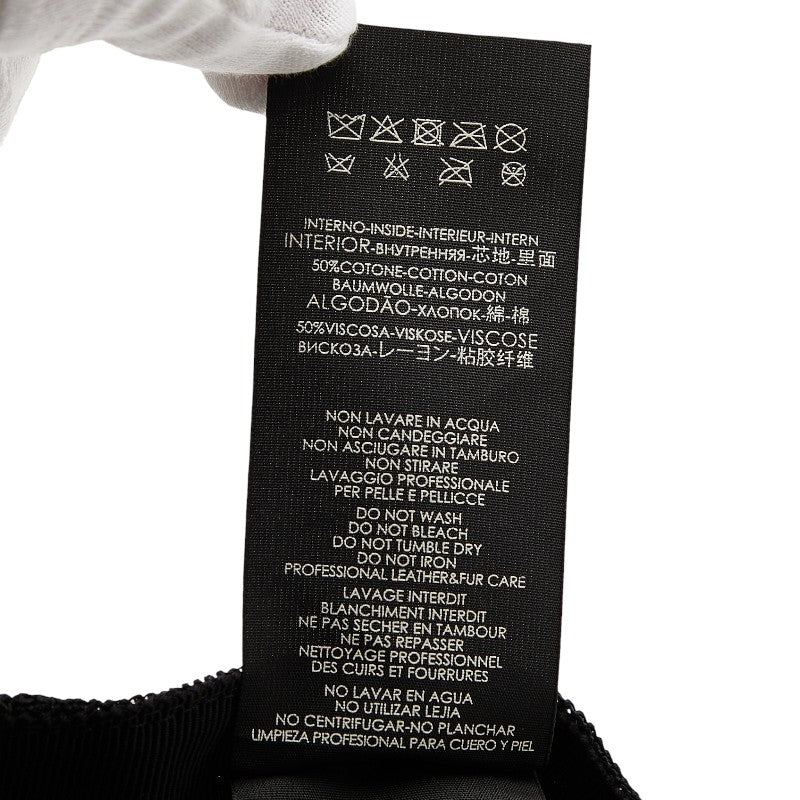 INTERNO-INSIDE-INTERIEUR-INTERN
INTERIOR-ВНУТРЕННЯЯ-芯地-里面
50%COTONE-COTTON-COTON
BAUMWOLLE-ALGODON
ALGODÃO-ХЛОПОК-綿-棉
50%VISCOSA-VISKOSE-VISCOSE
ВИСКОЗА-レーヨン-粘胶纤维
NON LAVARE IN ACQUA
NON CANDEGGIARE
NON ASCIUGARE IN TAMBURO
NON STIRARE
LAVAGGIO PROFESSIONALE
PER PELLE E PELLICCE
DO NOT WASH
DO NOT BLEACH
DO NOT TUMBLE DRY
DO NOT IRON
PROFESSIONAL LEATHER&FUR CARE
LAVAGE INTERDIT
BLANCHIMENT INTERDIT
NE PAS SECHER EN TAMBOUR
NE PAS REPASSER
NETTOYAGE PROFESSIONNEL
DES CUIRS ET FOURRURES
NO LAVAR EN AGUA
NO UTILIZAR LEJIA
NO CENTRIFUGAR-NO PLANCHAR
LIMPIEZA PROFESIONAL PARA CUERO Y PIEL